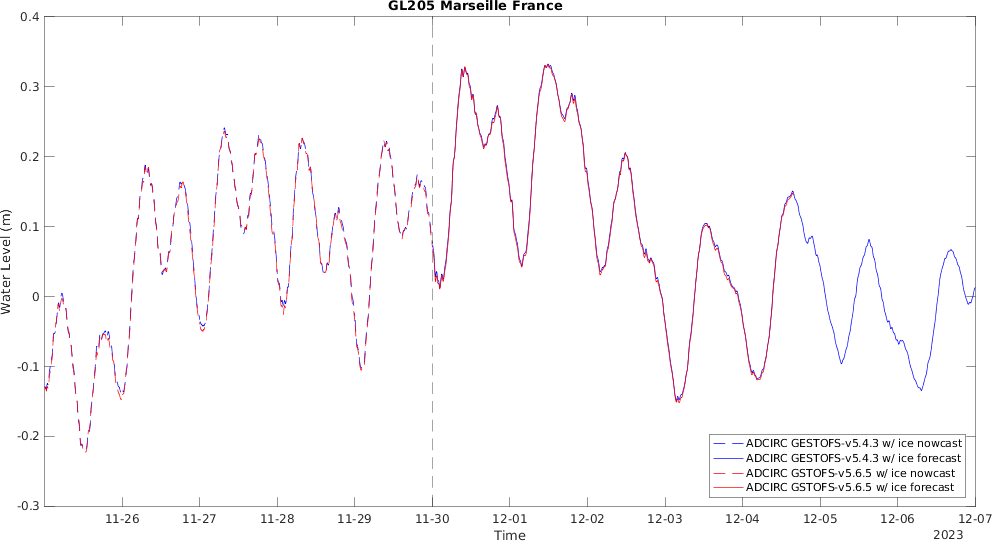 GL205 Marseille France
0.4
0.3
0.2
0.1
0
-0.1
-0.2
-0.3
Water Level (m)
ADCIRC GESTOFS-v5.4.3 w/ ice nowcast
ADCIRC GESTOFS-v5.4.3 w/ ice forecast
ADCIRC GSTOFS-v5.6.5 w/ ice nowcast
ADCIRC GSTOFS-v5.6.5 w/ ice forecast
11-26 11-27 11-28 11-29 11-30 12-01 12-02 12-03 12-04 12-05 12-06 12-07
Time
2023